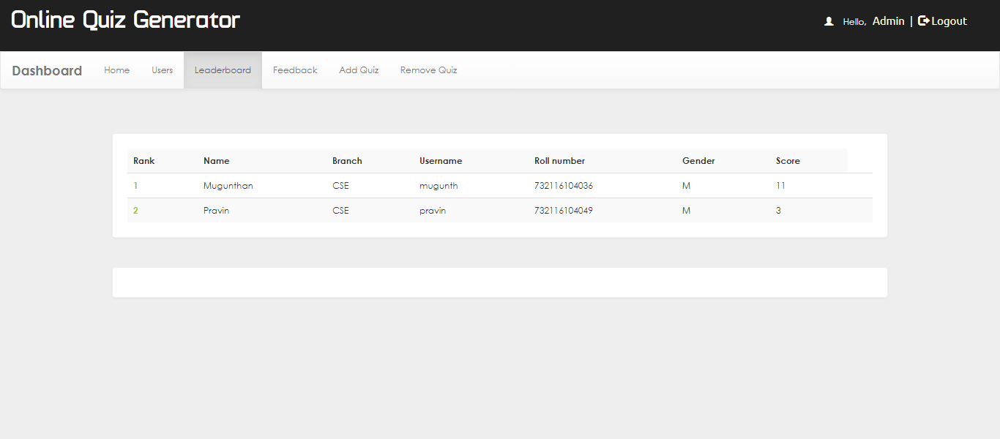 Online Quiz Generator
Hello, Admin | Logout
Dashboard Home Users Leaderboard Feedback Add Quiz Remove Quiz
Rank Name Branch Username Roll number Gender Score
1 Mugunthan CSE mugunth 732116104036 M 11
2 Pravin CSE pravin 732116104049 M 3